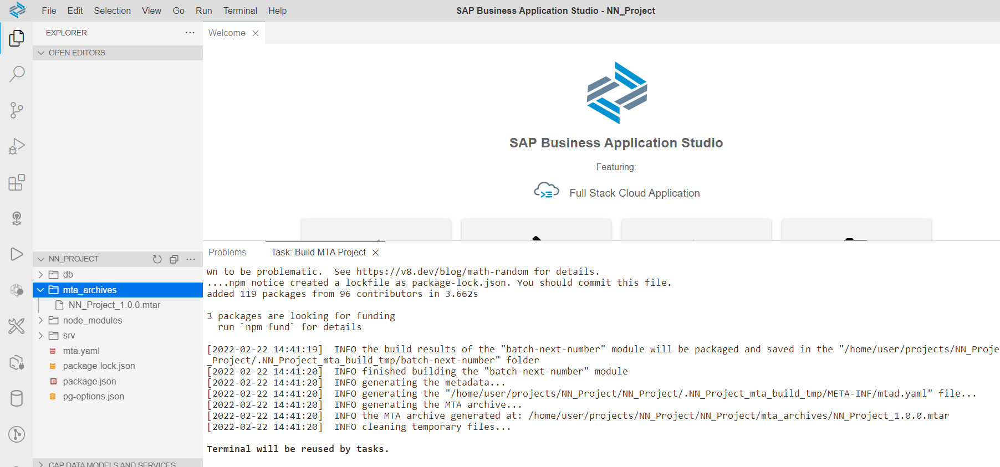 File Edit Selection View Go Run Terminal Help
SAP Business Application Studio - NN_Project
EXPLORER
OPEN EDITORS
Welcome
SAP Business Application Studio
Featuring:
Full Stack Cloud Application
NN_PROJECT
db
mta_archives
NN_Project_1.0.0.mtar
node_modules
srv
mta.yaml
package-lock.json
package.json
pg-options.json
CAP DATA MODELS AND SERVICES
Problems
Task: Build MTA Project
wn to be problematic.  See https://v8.dev/blog/math-random for details.
....npm notice created a lockfile as package-lock.json. You should commit this file.
added 119 packages from 96 contributors in 3.662s
3 packages are looking for funding
run `npm fund` for details
[2022-02-22 14:41:19]  INFO the build results of the "batch-next-number" module will be packaged and saved in the "/home/user/projects/NN_Proje
_Project/.NN_Project_mta_build_tmp/batch-next-number" folder
[2022-02-22 14:41:20]  INFO finished building the "batch-next-number" module
[2022-02-22 14:41:20]  INFO generating the metadata...
[2022-02-22 14:41:20]  INFO generating the "/home/user/projects/NN_Project/NN_Project/.NN_Project_mta_build_tmp/META-INF/mtad.yaml" file...
[2022-02-22 14:41:20]  INFO generating the MTA archive...
[2022-02-22 14:41:20]  INFO the MTA archive generated at: /home/user/projects/NN_Project/NN_Project/mta_archives/NN_Project_1.0.0.mtar
[2022-02-22 14:41:20]  INFO cleaning temporary files...
Terminal will be reused by tasks.